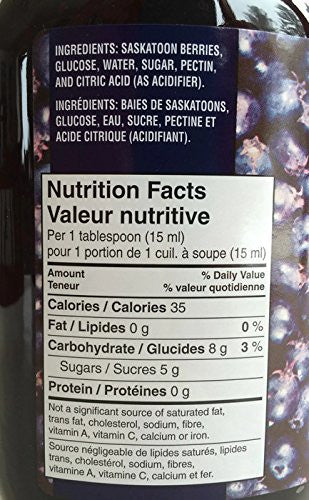 INGREDIENTS: SASKATOON BERRIES,
GLUCOSE, WATER, SUGAR, PECTIN,
AND CITRIC ACID (AS ACIDIFIER).
INGRÉDIENTS: BAIES DE SASKATOONS,
GLUCOSE, EAU, SUCRE, PECTINE ET
ACIDE CITRIQUE (ACIDIFIANT).
Nutrition Facts
Valeur nutritive
Per 1 tablespoon (15 ml)
pour 1 portion de 1 cuil. à soupe (15 ml)
Amount % Daily Value
Teneur % valeur quotidienne
Calories / Calories 35
Fat / Lipides 0 g 0 %
Carbohydrate / Glucides 8 g 3 %
Sugars / Sucres 5 g
Protein / Protéines 0 g
Not a significant source of saturated fat,
trans fat, cholesterol, sodium, fibre,
vitamin A, vitamin C, calcium or iron.
Source négligeable de lipides saturés, lipides
trans, cholestérol, sodium, fibre,
vitamine A, vitamine C, calcium et fer.